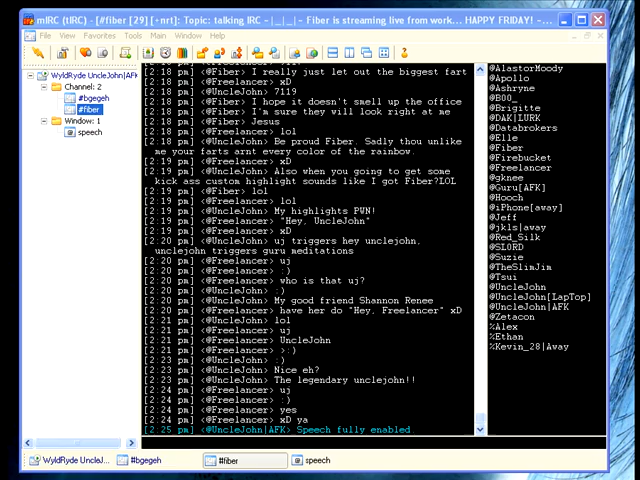 mIRC (tIRC) - [#fiber [29] [+nrt]: Topic: talking IRC - |_|_| - Fiber is streaming live from work... HAPPY FRIDAY! -...
File View Favorites Tools Commands Window Help
WyldRyde UncleJohn|AFK
Channel: 2
#bgegeh
#fiber
Window: 1
speech
[2:18 pm] <@Fiber> I really just let out the biggest fart
[2:18 pm] <@Freelancer> xD
[2:18 pm] <@UncleJohn> 7119
[2:18 pm] <@Fiber> I hope it doesn't smell up the office
[2:18 pm] <@Fiber> I'm sure they will look right at me
[2:18 pm] <@Fiber> Jesus
[2:18 pm] <@Freelancer> lol
[2:18 pm] <@UncleJohn> Be proud Fiber. Sadly thou unlike
me your farts arnt every color of the rainbow.
[2:19 pm] <@Freelancer> xD
[2:19 pm] <@UncleJohn> Also when you going to get some
kick ass custom highlight sounds like I got Fiber?LOL
[2:19 pm] <@Fiber> lol
[2:19 pm] <@Freelancer> lol
[2:19 pm] <@UncleJohn> My highlights PWN!
[2:19 pm] <@Freelancer> "Hey, UncleJohn"
[2:19 pm] <@Freelancer> xD
[2:20 pm] <@UncleJohn> uj triggers hey unclejohn,
unclejohn triggers guru meditations
[2:20 pm] <@Freelancer> uj
[2:20 pm] <@Freelancer> :)
[2:20 pm] <@Freelancer> who is that uj?
[2:20 pm] <@UncleJohn> :)
[2:20 pm] <@UncleJohn> My good friend Shannon Renee
[2:20 pm] <@Freelancer> have her do "Hey, Freelancer" xD
[2:21 pm] <@UncleJohn> lol
[2:21 pm] <@Freelancer> uj
[2:21 pm] <@Freelancer> UncleJohn
[2:21 pm] <@Freelancer> >:)
[2:23 pm] <@UncleJohn> :)
[2:23 pm] <@UncleJohn> Nice eh?
[2:23 pm] <@UncleJohn> The legendary unclejohn!!
[2:24 pm] <@Freelancer> uj
[2:24 pm] <@Freelancer> :)
[2:24 pm] <@Freelancer> yes
[2:24 pm] <@Freelancer> xD ya
[2:25 pm] <@UncleJohn|AFK> Speech fully enabled.
@AlastorMoody
@Apollo
@Ashryne
@B00_
@Brigitte
@DAK|LURK
@Databrokers
@Elle
@Fiber
@Firebucket
@Freelancer
@gknee
@Guru[AFK]
@Hooch
@iPhone[away]
@Jeff
@jkls|away
@Red_Silk
@SL0RD
@Suzie
@TheSlimJim
@Tsui
@UncleJohn
@UncleJohn[LapTop]
@UncleJohn|AFK
@Zetacon
%Alex
%Ethan
%Kevin_28|Away
WyldRyde UncleJ...
#bgegeh
#fiber
speech